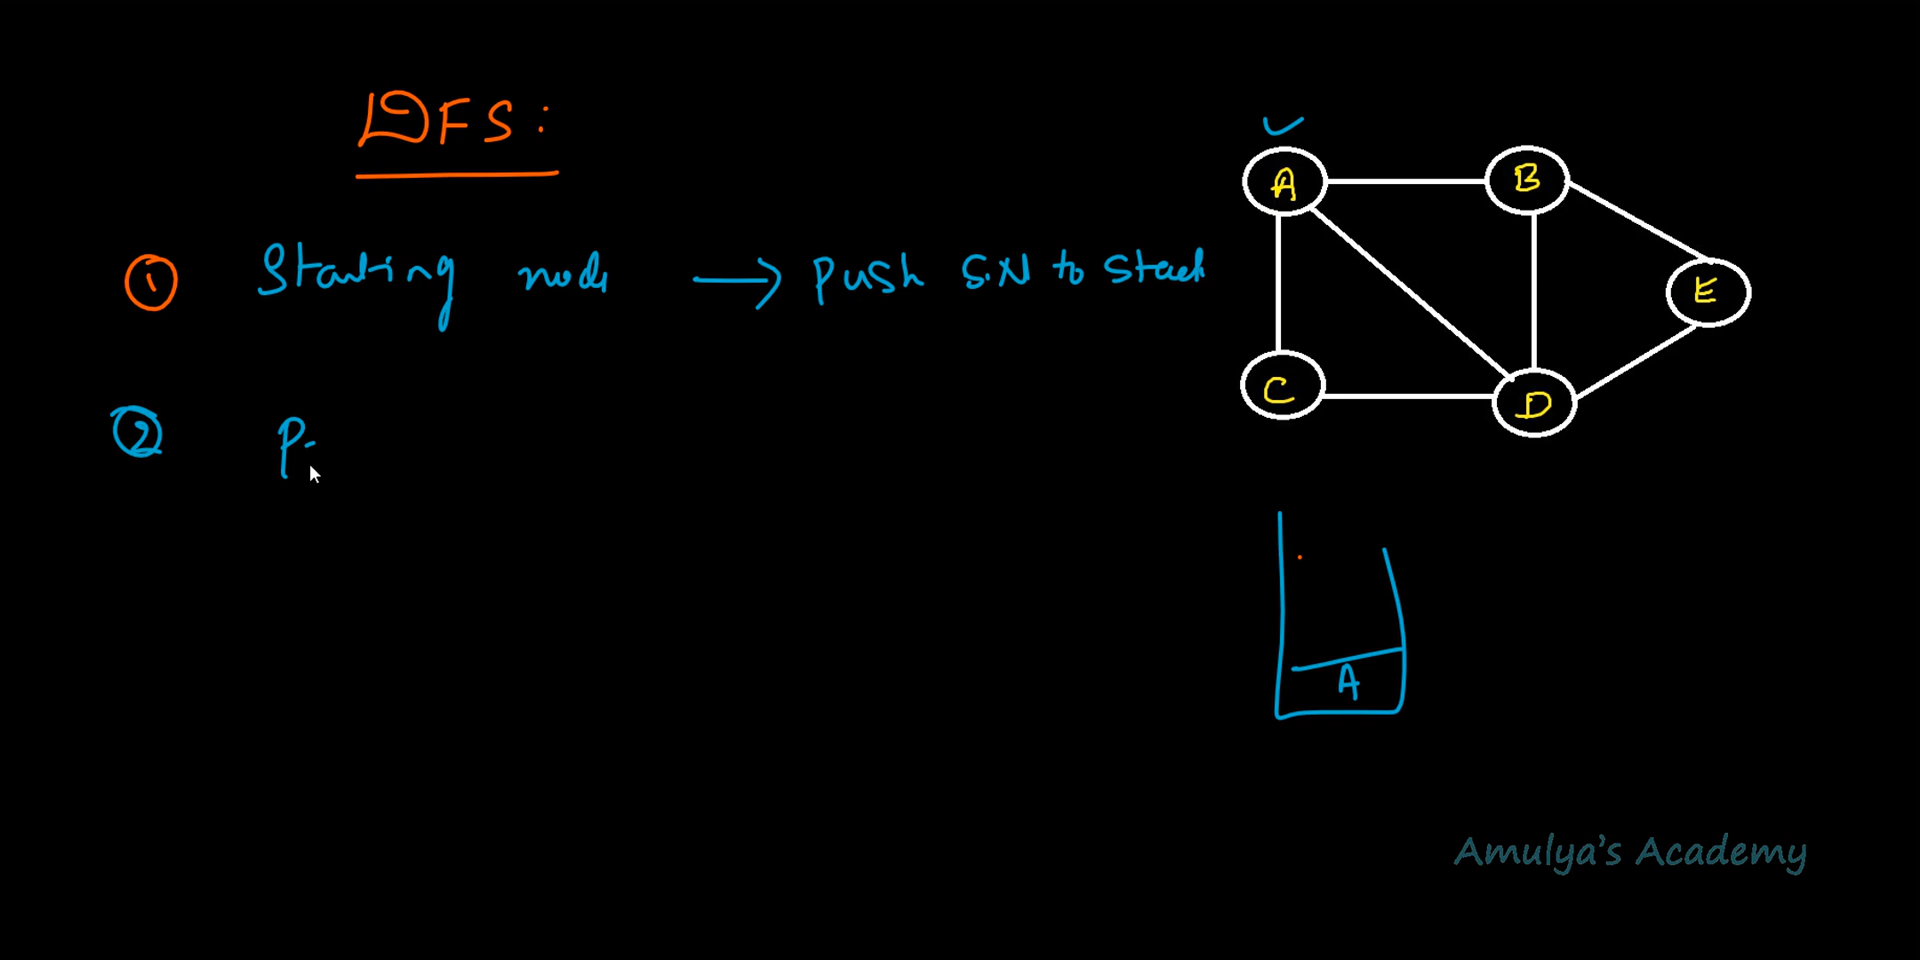 DFS:
① Starting node → Push S.N to Stack
② P
A B
E
C D
A
Amulya's Academy